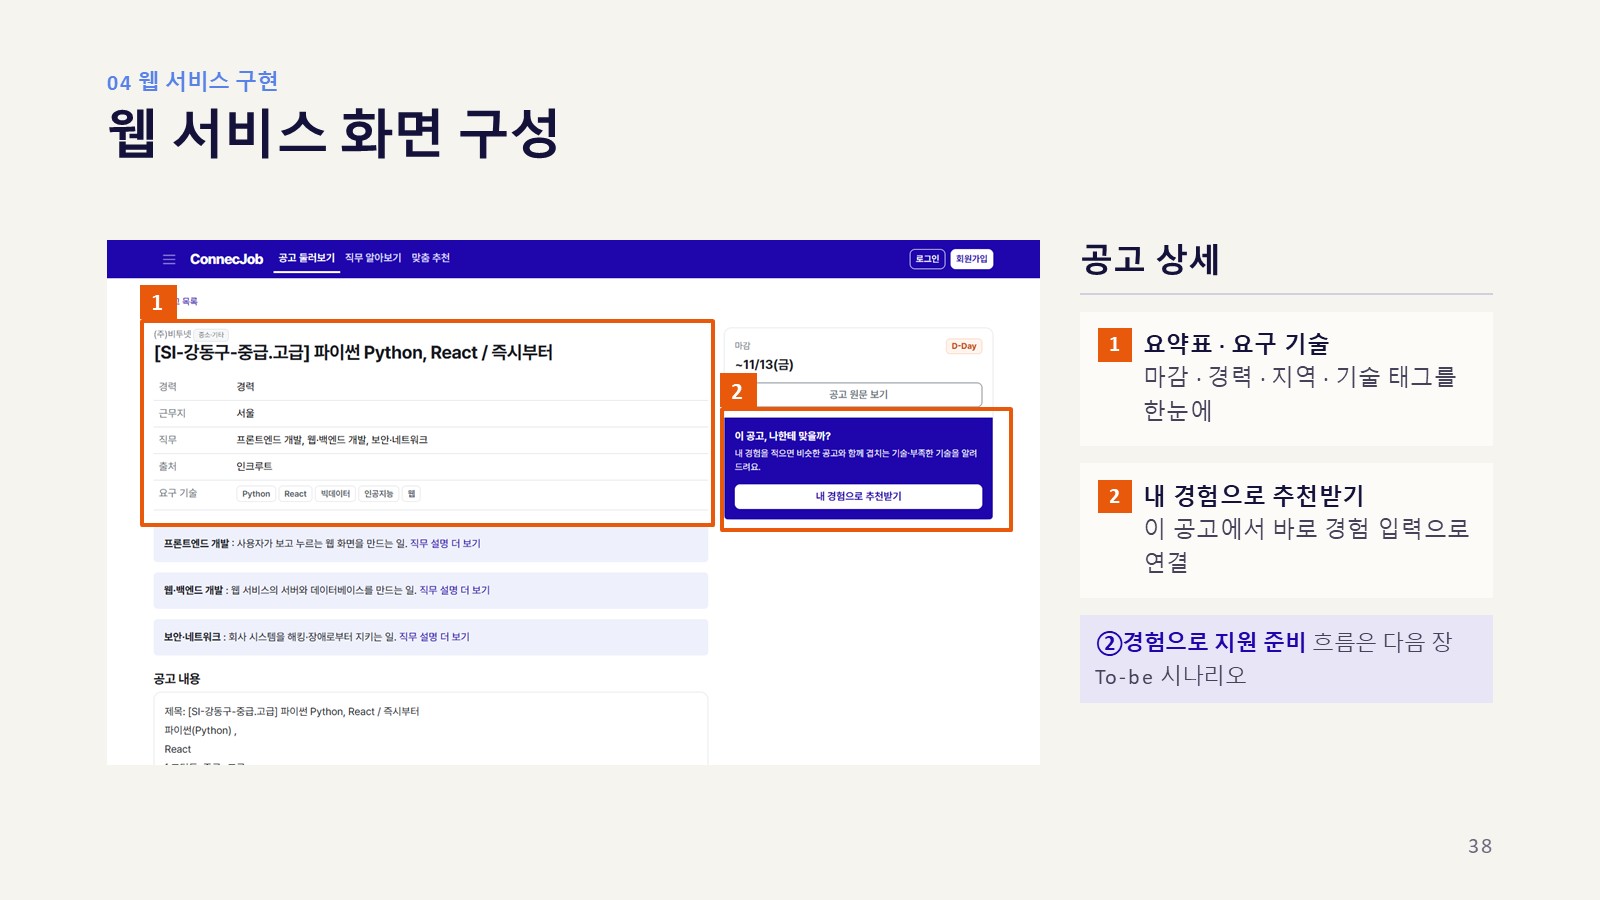 04 웹 서비스 구현
웹 서비스 화면 구성
ConnecJob 공고 둘러보기 직무 알아보기 맞춤 추천 로그인 회원가입
1 목록
(주)비투넷 중소·기타
[SI-강동구-중급.고급] 파이썬 Python, React / 즉시부터
경력 경력
근무지 서울
직무 프론트엔드 개발, 웹·백엔드 개발, 보안·네트워크
출처 인크루트
요구 기술 Python React 빅데이터 인공지능 웹
프론트엔드 개발 : 사용자가 보고 누르는 웹 화면을 만드는 일. 직무 설명 더 보기
웹·백엔드 개발 : 웹 서비스의 서버와 데이터베이스를 만드는 일. 직무 설명 더 보기
보안·네트워크 : 회사 시스템을 해킹·장애로부터 지키는 일. 직무 설명 더 보기
공고 내용
제목: [SI-강동구-중급.고급] 파이썬 Python, React / 즉시부터
파이썬(Python) ,
React
마감 D-Day
~11/13(금)
2 공고 원문 보기
이 공고, 나한테 맞을까?
내 경험을 적으면 비슷한 공고와 함께 겹치는 기술·부족한 기술을 알려
드려요.
내 경험으로 추천받기
공고 상세
1 요약표 · 요구 기술
마감 · 경력 · 지역 · 기술 태그를
한눈에
2 내 경험으로 추천받기
이 공고에서 바로 경험 입력으로
연결
②경험으로 지원 준비 흐름은 다음 장
To-be 시나리오
38